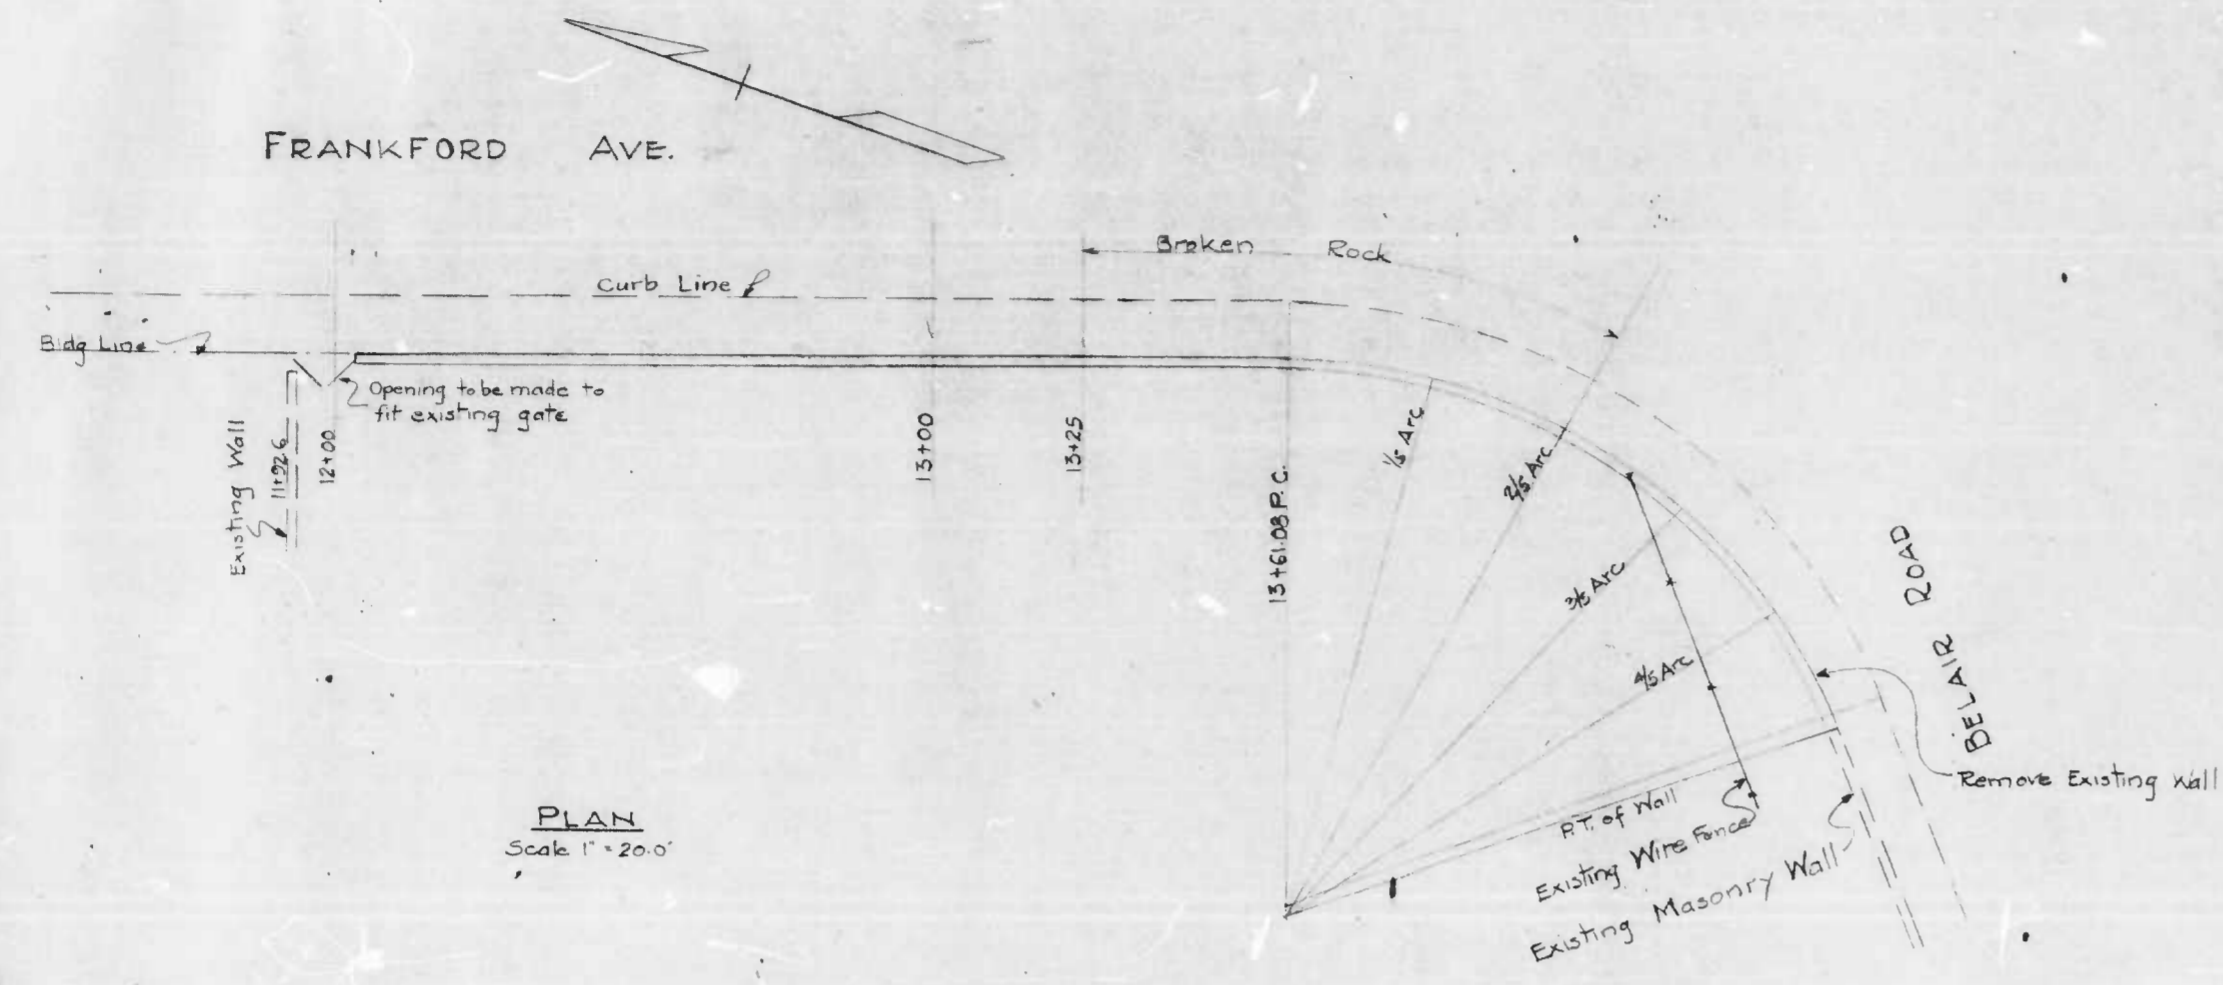 FRANKFORD AVE.
Broken Rock
Curb Line
Bldg Line
Opening to be made to
fit existing gate
Existing Wall
11+92.6
12+00
13+00
13+25
13+61.08 P.C.
1/5 Arc
2/5 Arc
3/5 Arc
4/5 Arc
BELAIR ROAD
Remove Existing Wall
P.T. of Wall
Existing Wire Fence
Existing Masonry Wall
PLAN
Scale 1" = 20.0'